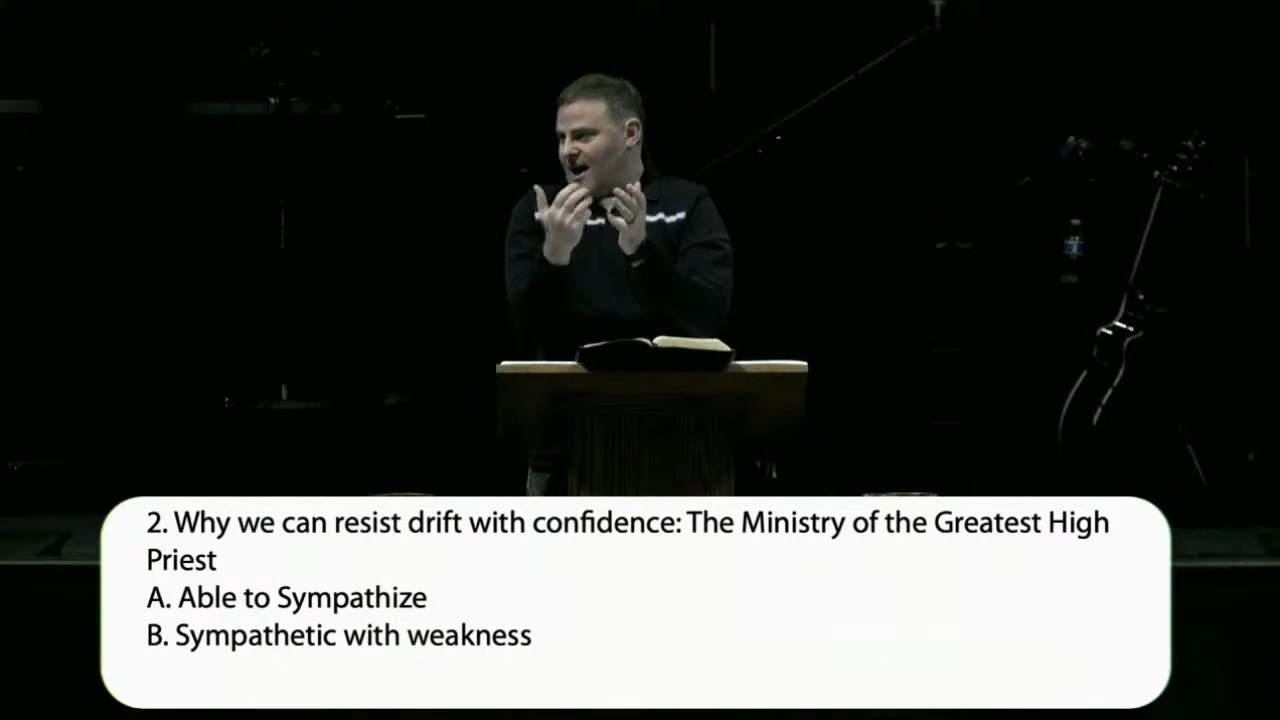 2. Why we can resist drift with confidence: The Ministry of the Greatest High
Priest
A. Able to Sympathize
B. Sympathetic with weakness